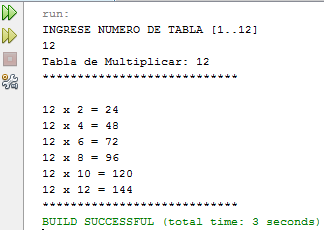 run:
INGRESE NUMERO DE TABLA [1..12]
12
Tabla de Multiplicar: 12
****************************
12 x 2 = 24
12 x 4 = 48
12 x 6 = 72
12 x 8 = 96
12 x 10 = 120
12 x 12 = 144
****************************
BUILD SUCCESSFUL (total time: 3 seconds)